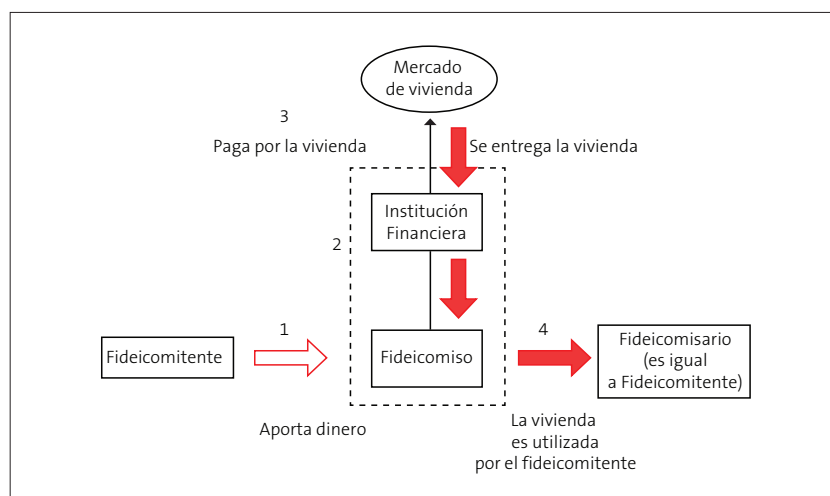 Mercado
de vivienda
3
Paga por la vivienda
Se entrega la vivienda
Institución
Financiera
2
1
4
Fideicomitente
Fideicomiso
Fideicomisario
(es igual
a Fideicomitente)
Aporta dinero
La vivienda
es utilizada
por el fideicomitente